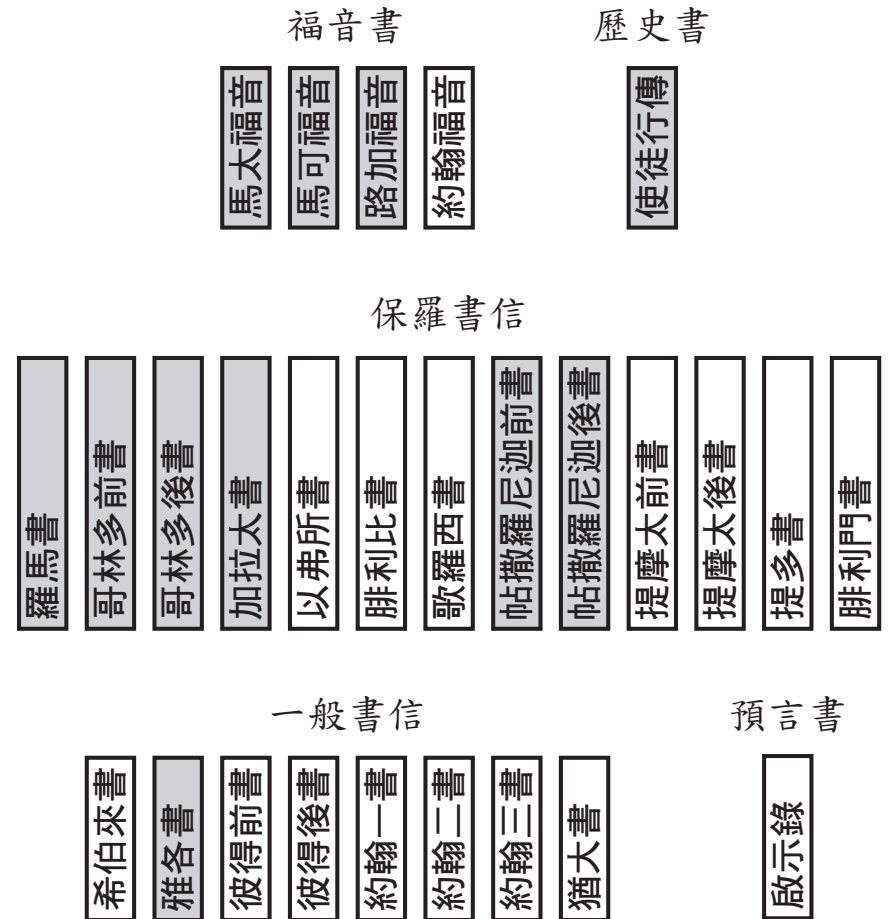 福音書
歷史書
馬太福音
馬可福音
路加福音
約翰福音
使徒行傳
保羅書信
羅馬書
哥林多前書
哥林多後書
加拉太書
以弗所書
腓利比書
歌羅西書
帖撒羅尼迦前書
帖撒羅尼迦後書
提摩太前書
提摩太後書
提多書
腓利門書
一般書信
預言書
希伯來書
雅各書
彼得前書
彼得後書
約翰一書
約翰二書
約翰三書
猶大書
啟示錄